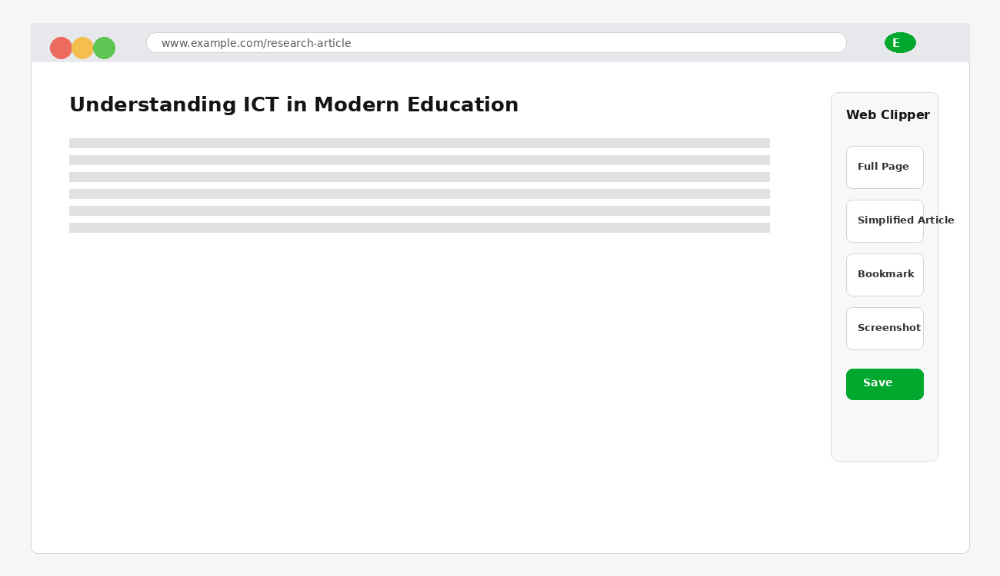 www.example.com/research-article
E
Understanding ICT in Modern Education
Web Clipper
Full Page
Simplified Article
Bookmark
Screenshot
Save